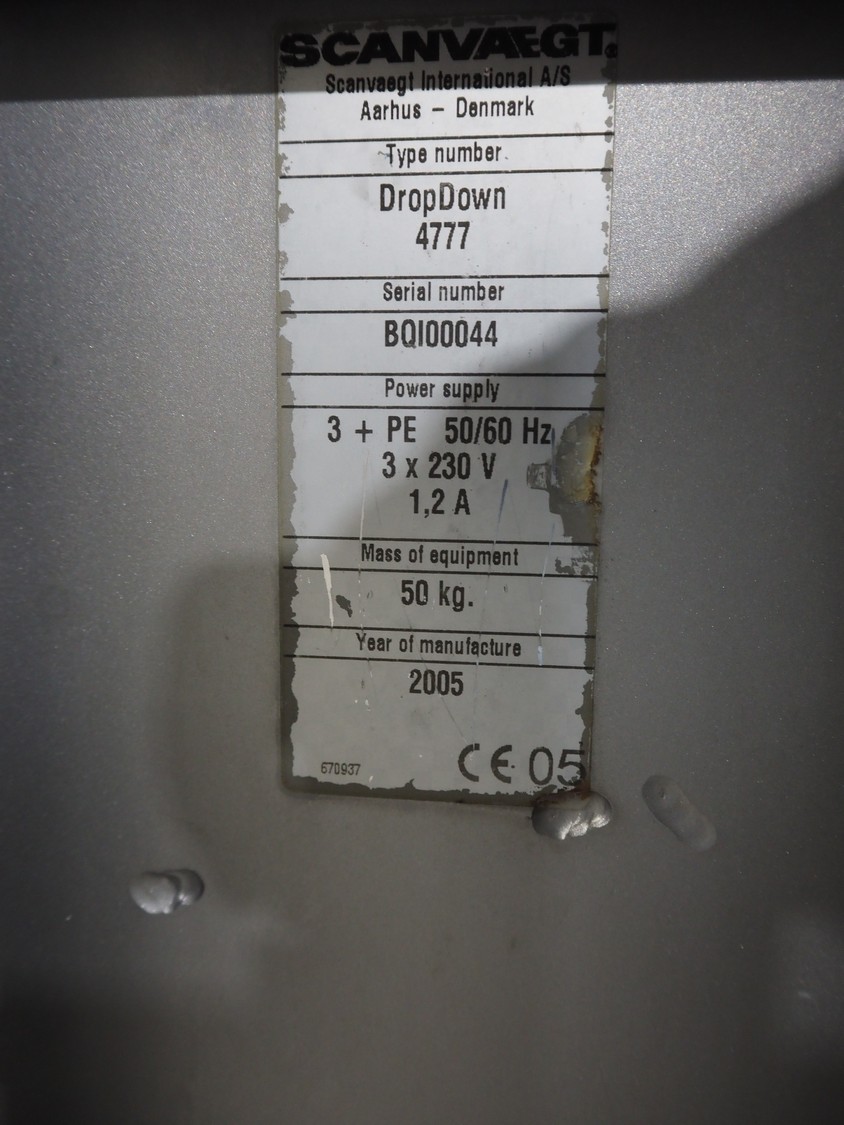 SCANVAEGT®
Scanvaegt International A/S
Aarhus – Denmark
Type number
DropDown
4777
Serial number
BQI00044
Power supply
3 + PE 50/60 Hz
3 x 230 V
1,2 A
Mass of equipment
50 kg.
Year of manufacture
2005
670937 CE 05